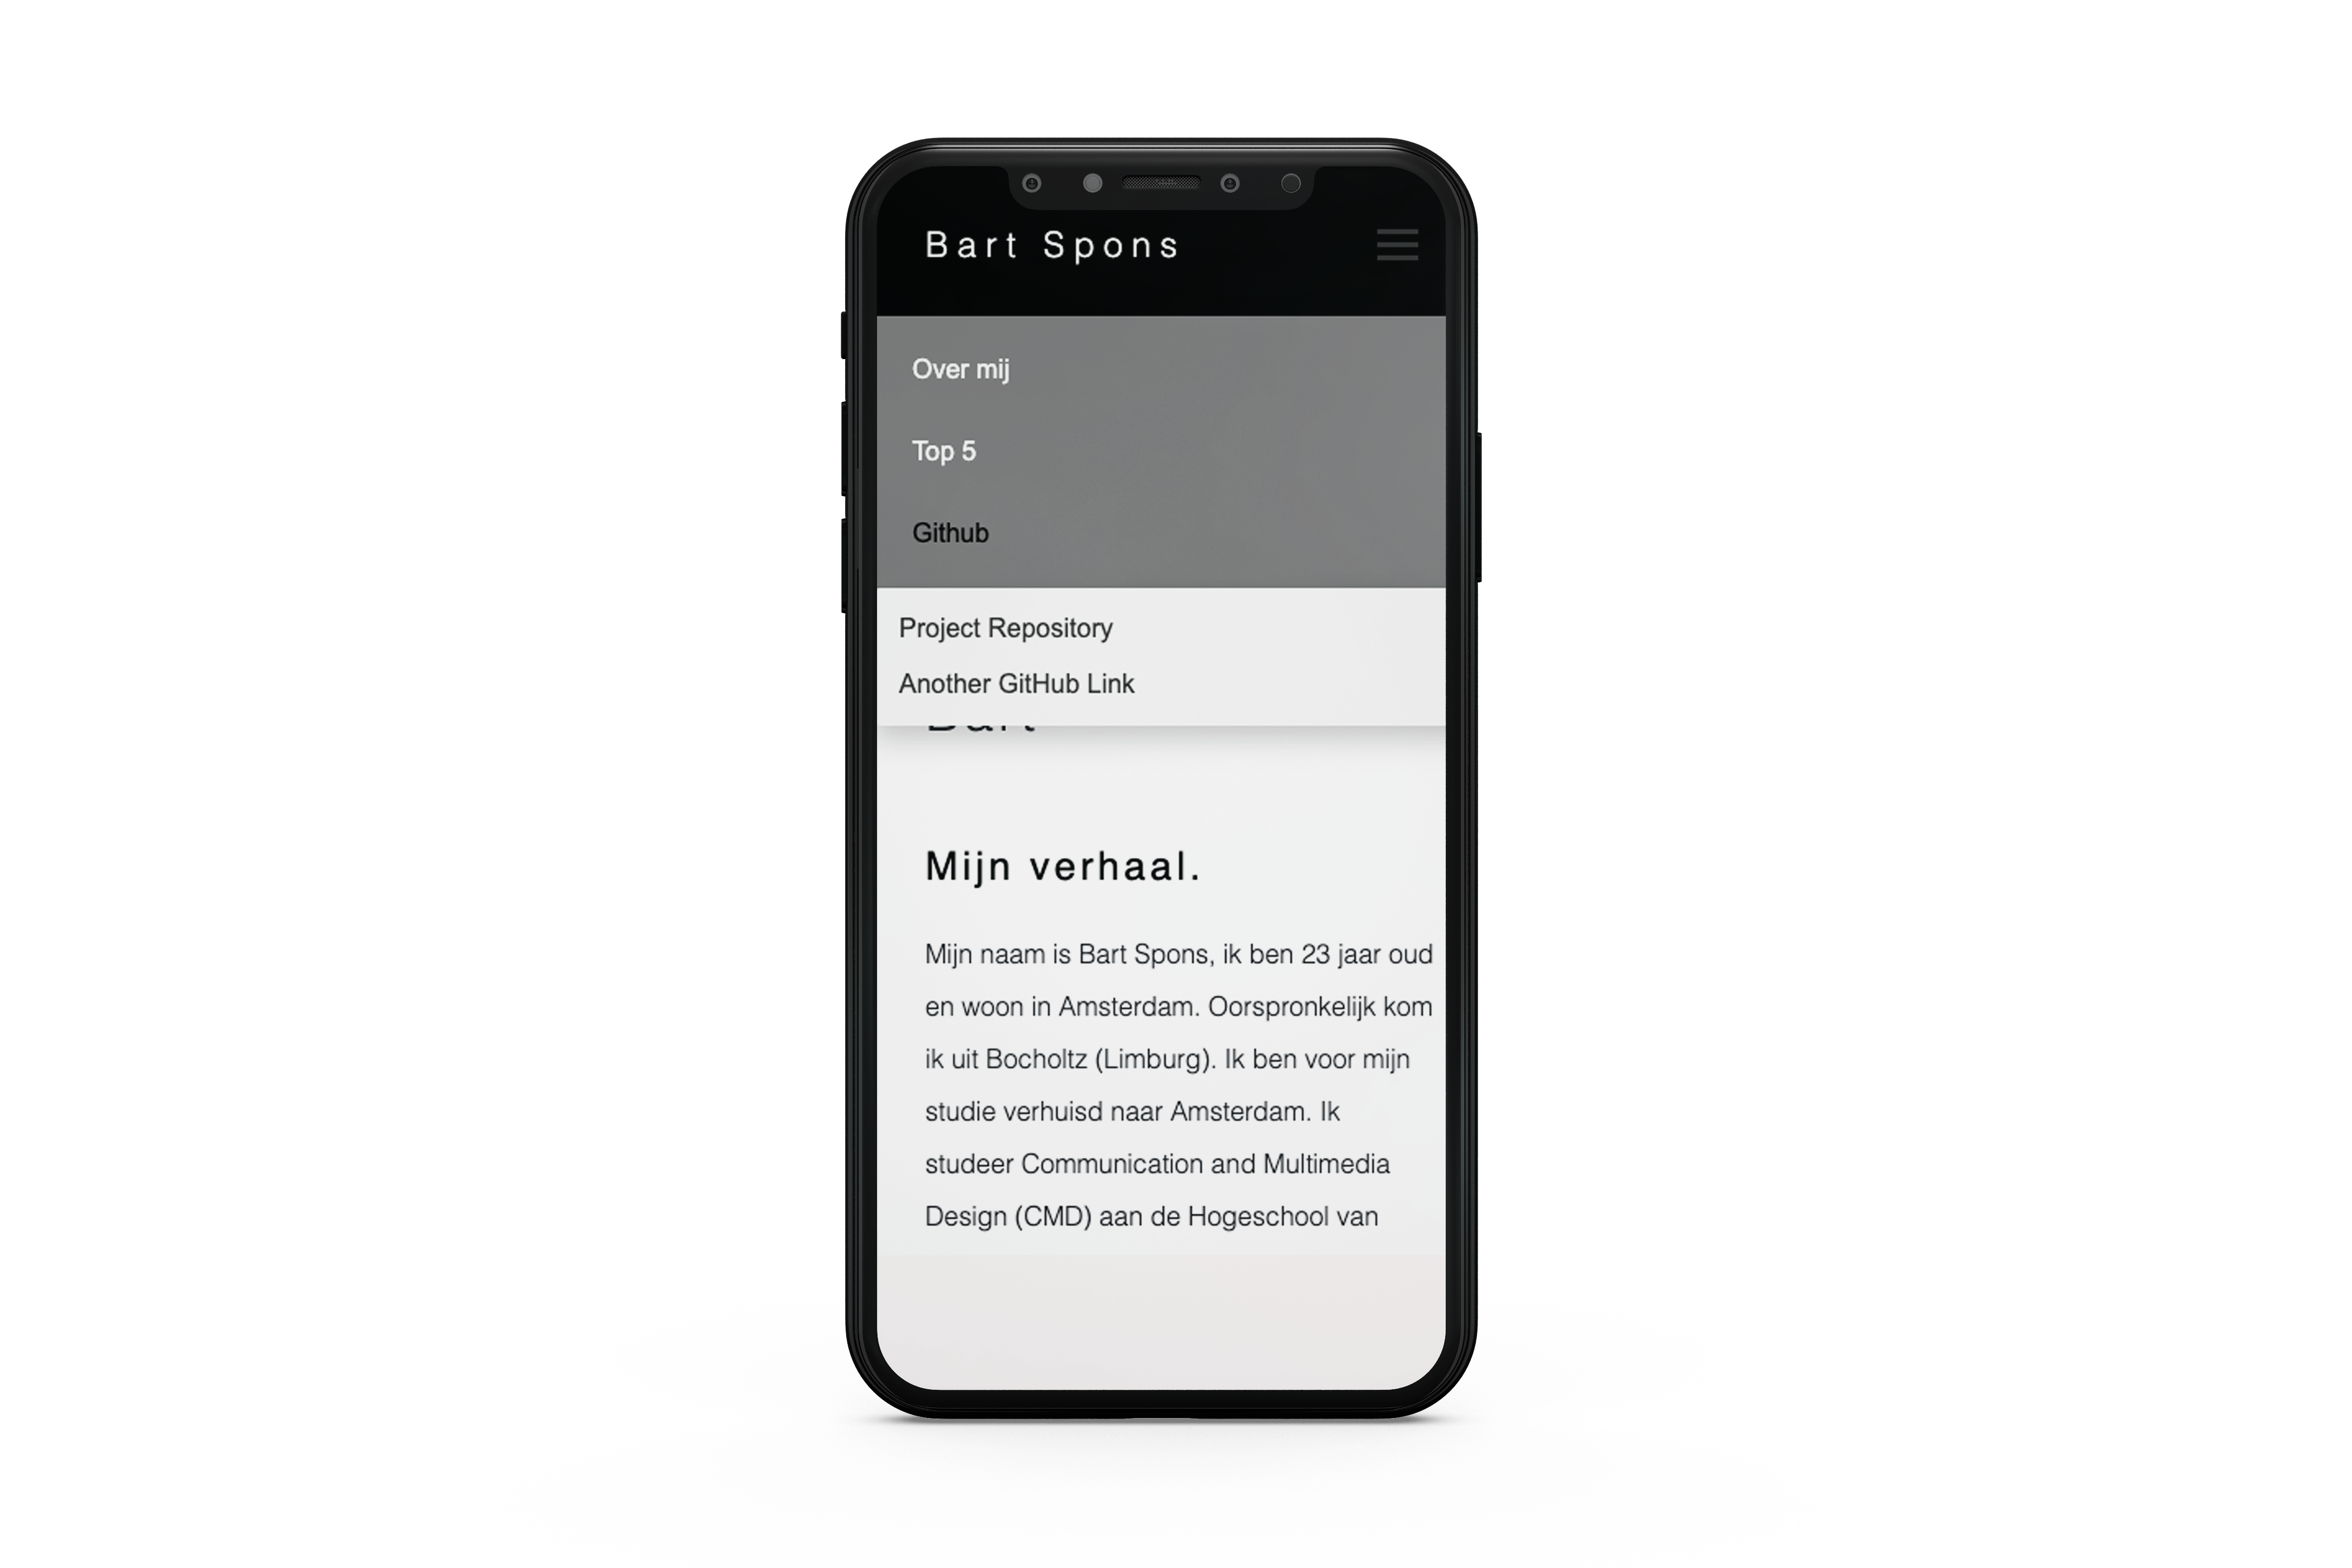 Bart Spons
Over mij
Top 5
Github
Project Repository
Another GitHub Link
Bart
Mijn verhaal.
Mijn naam is Bart Spons, ik ben 23 jaar oud
en woon in Amsterdam. Oorspronkelijk kom
ik uit Bocholtz (Limburg). Ik ben voor mijn
studie verhuisd naar Amsterdam. Ik
studeer Communication and Multimedia
Design (CMD) aan de Hogeschool van